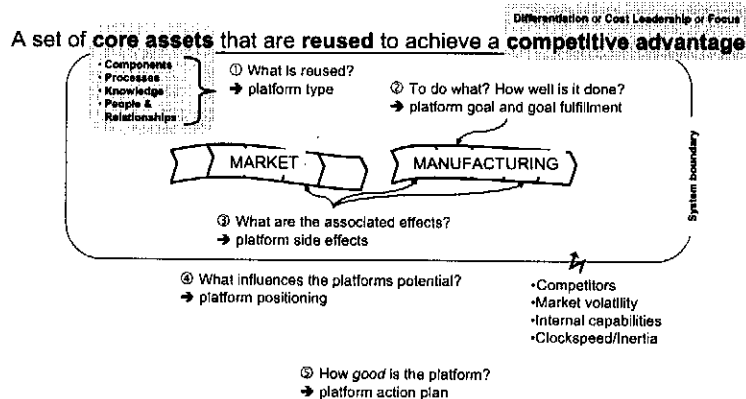 Differentiation or Cost Leadership or Focus
A set of core assets that are reused to achieve a competitive advantage
• Components
• Processes
• Knowledge
• People &
Relationships
① What is reused?
➔ platform type
② To do what? How well is it done?
➔ platform goal and goal fulfillment
MARKET
MANUFACTURING
System boundary
③ What are the associated effects?
➔ platform side effects
④ What influences the platforms potential?
➔ platform positioning
•Competitors
•Market volatility
•Internal capabilities
•Clockspeed/Inertia
⑤ How good is the platform?
➔ platform action plan